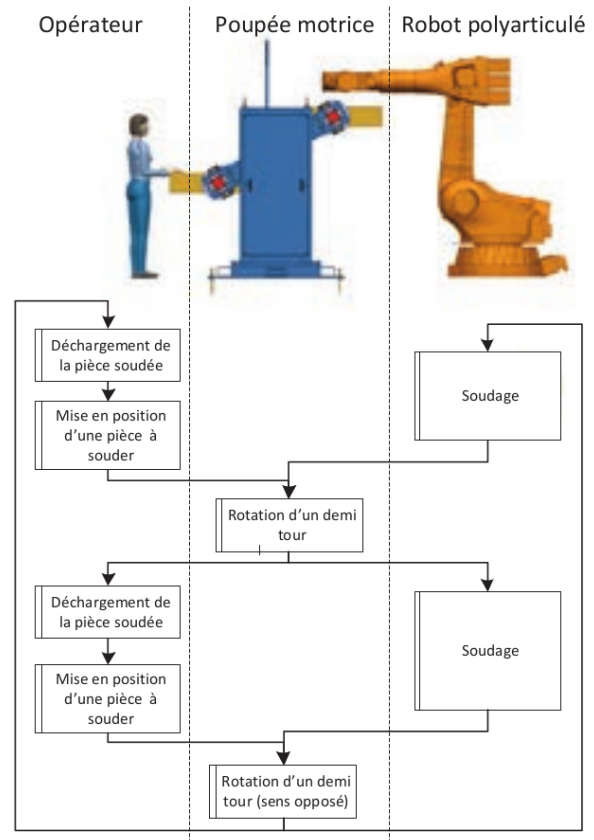 Opérateur
Poupée motrice
Robot polyarticulé
Déchargement de
la pièce soudée
Mise en position
d'une pièce à
souder
Soudage
Rotation d'un demi
tour
Déchargement de
la pièce soudée
Mise en position
d'une pièce à
souder
Soudage
Rotation d'un demi
tour (sens opposé)